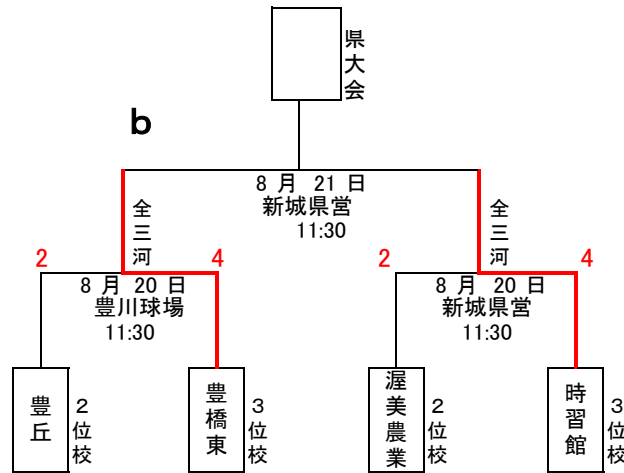 県大会
b
8 月 21 日
新城県営
11:30
全三河
全三河
2
4
2
4
8 月 20 日
豊川球場
11:30
8 月 20 日
新城県営
11:30
豊丘
2位校
豊橋東
3位校
渥美農業
2位校
時習館
3位校